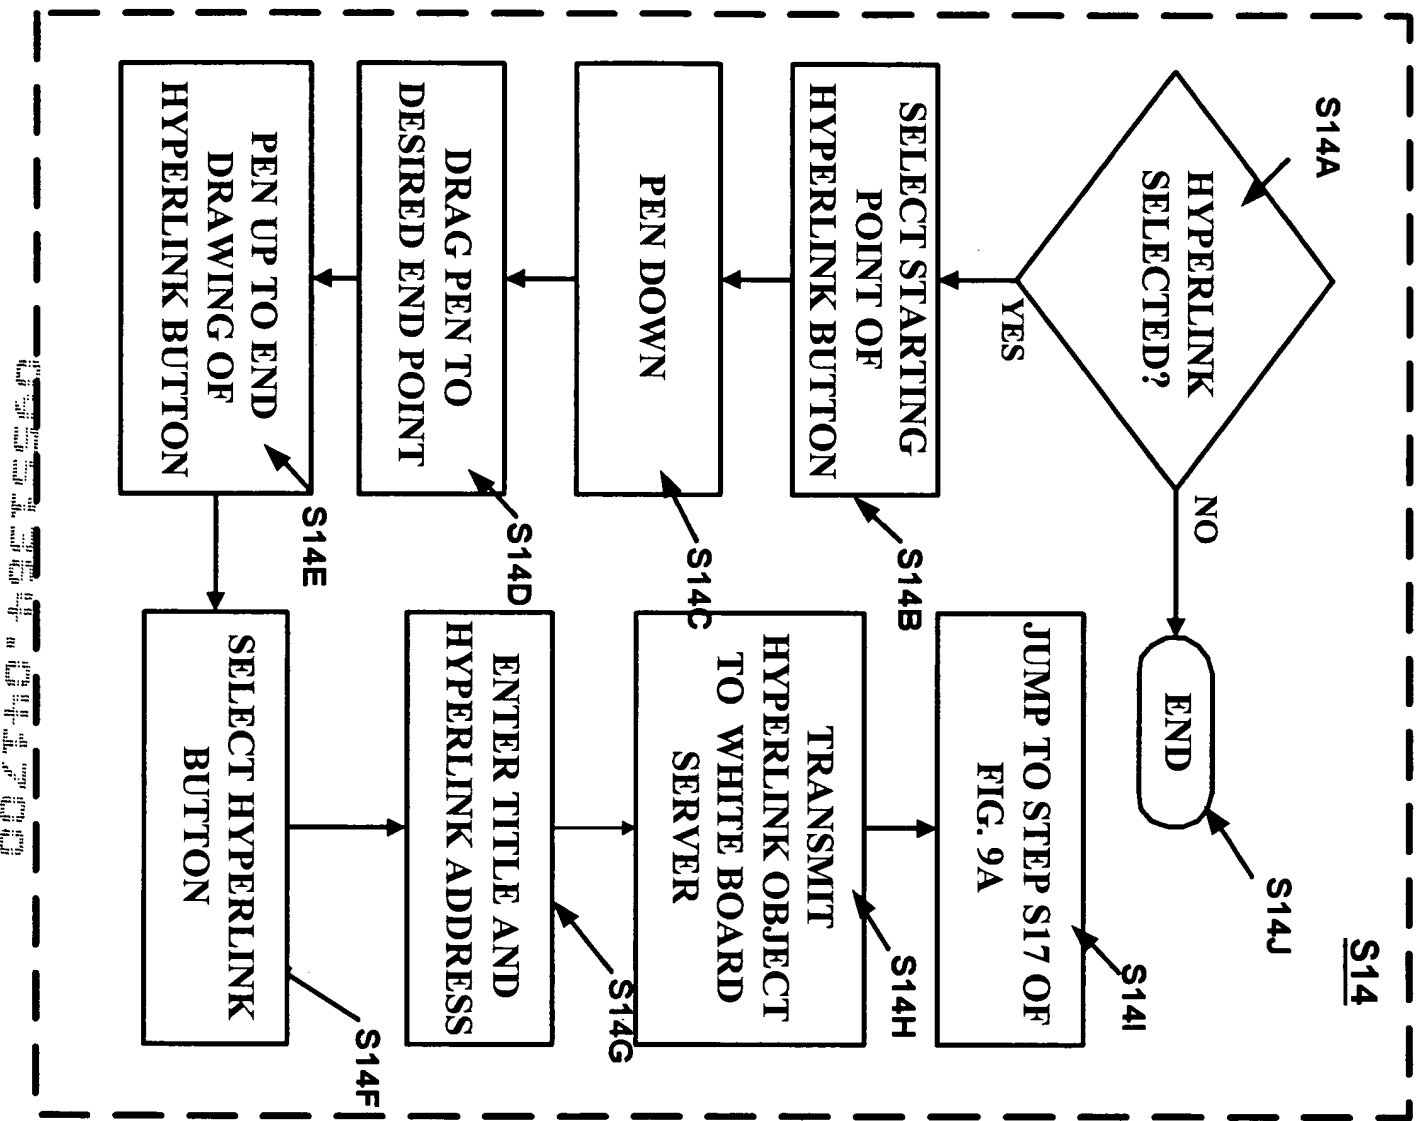 S14
S14A
HYPERLINK
SELECTED?
YES
NO
END
S14J
SELECT STARTING
POINT OF
HYPERLINK BUTTON
S14B
PEN DOWN
S14C
DRAG PEN TO
DESIRED END POINT
S14D
PEN UP TO END
DRAWING OF
HYPERLINK BUTTON
S14E
SELECT HYPERLINK
BUTTON
S14F
ENTER TITLE AND
HYPERLINK ADDRESS
S14G
TRANSMIT
HYPERLINK OBJECT
TO WHITE BOARD
SERVER
S14H
JUMP TO STEP S17 OF
FIG. 9A
S14I